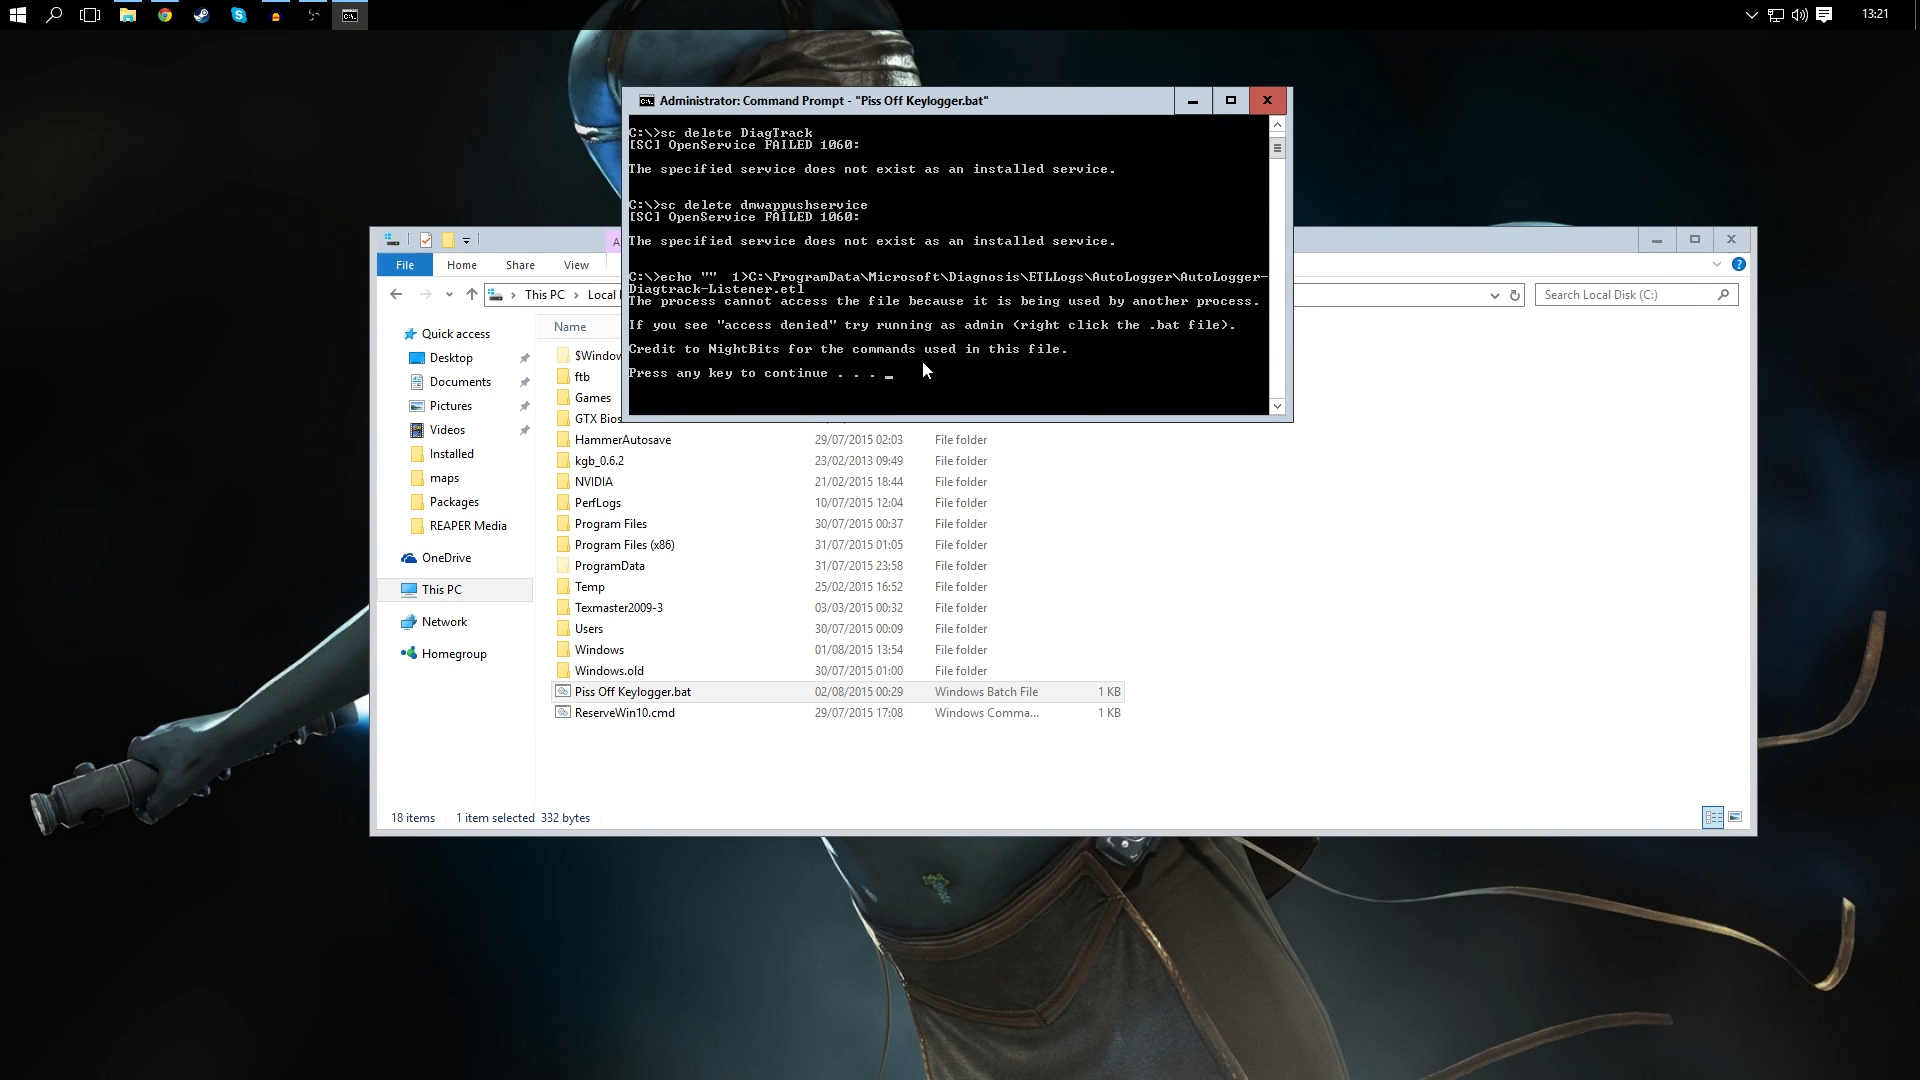 13:21
Administrator: Command Prompt - "Piss Off Keylogger.bat"
C:\>sc delete DiagTrack
[SC] OpenService FAILED 1060:
The specified service does not exist as an installed service.
C:\>sc delete dmwappushservice
[SC] OpenService FAILED 1060:
The specified service does not exist as an installed service.
C:\>echo ""  1>C:\ProgramData\Microsoft\Diagnosis\ETLLogs\AutoLogger\AutoLogger-
Diagtrack-Listener.etl
The process cannot access the file because it is being used by another process.
If you see "access denied" try running as admin (right click the .bat file).
Credit to NightBits for the commands used in this file.
Press any key to continue . . . _
File Home Share View
This PC > Local
Search Local Disk (C:)
Quick access
Desktop
Documents
Pictures
Videos
Installed
maps
Packages
REAPER Media
OneDrive
This PC
Network
Homegroup
Name
$Window
ftb
Games
GTX Bios
HammerAutosave 29/07/2015 02:03 File folder
kgb_0.6.2 23/02/2013 09:49 File folder
NVIDIA 21/02/2015 18:44 File folder
PerfLogs 10/07/2015 12:04 File folder
Program Files 30/07/2015 00:37 File folder
Program Files (x86) 31/07/2015 01:05 File folder
ProgramData 31/07/2015 23:58 File folder
Temp 25/02/2015 16:52 File folder
Texmaster2009-3 03/03/2015 00:32 File folder
Users 30/07/2015 00:09 File folder
Windows 01/08/2015 13:54 File folder
Windows.old 30/07/2015 01:00 File folder
Piss Off Keylogger.bat 02/08/2015 00:29 Windows Batch File 1 KB
ReserveWin10.cmd 29/07/2015 17:08 Windows Comma... 1 KB
18 items 1 item selected 332 bytes